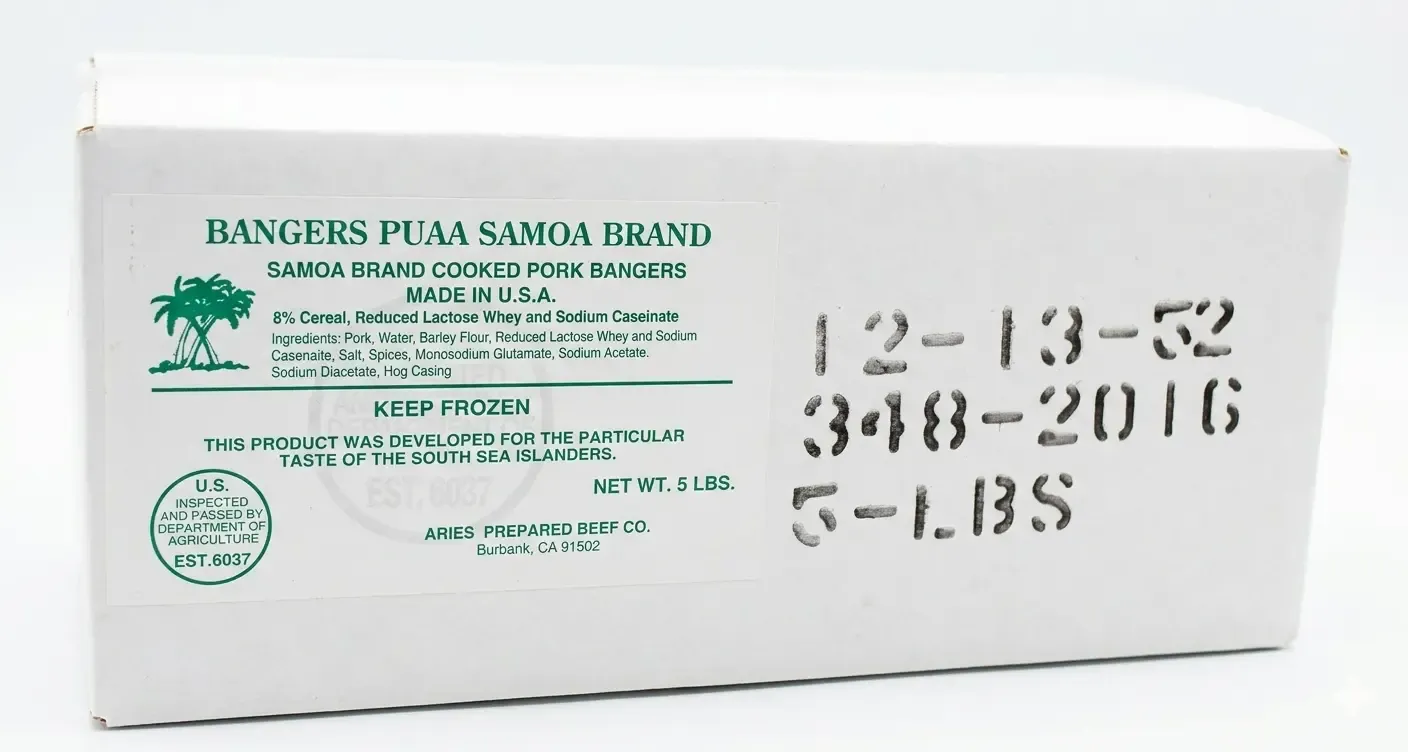 BANGERS PUAA SAMOA BRAND
SAMOA BRAND COOKED PORK BANGERS
MADE IN U.S.A.
8% Cereal, Reduced Lactose Whey and Sodium Caseinate
Ingredients: Pork, Water, Barley Flour, Reduced Lactose Whey and Sodium
Casenaite, Salt, Spices, Monosodium Glutamate, Sodium Acetate.
Sodium Diacetate, Hog Casing
KEEP FROZEN
THIS PRODUCT WAS DEVELOPED FOR THE PARTICULAR
TASTE OF THE SOUTH SEA ISLANDERS.
NET WT. 5 LBS.
U.S.
INSPECTED
AND PASSED BY
DEPARTMENT OF
AGRICULTURE
EST.6037
ARIES PREPARED BEEF CO.
Burbank, CA 91502
EST. 6037
12-13-52
348-2016
5-LBS